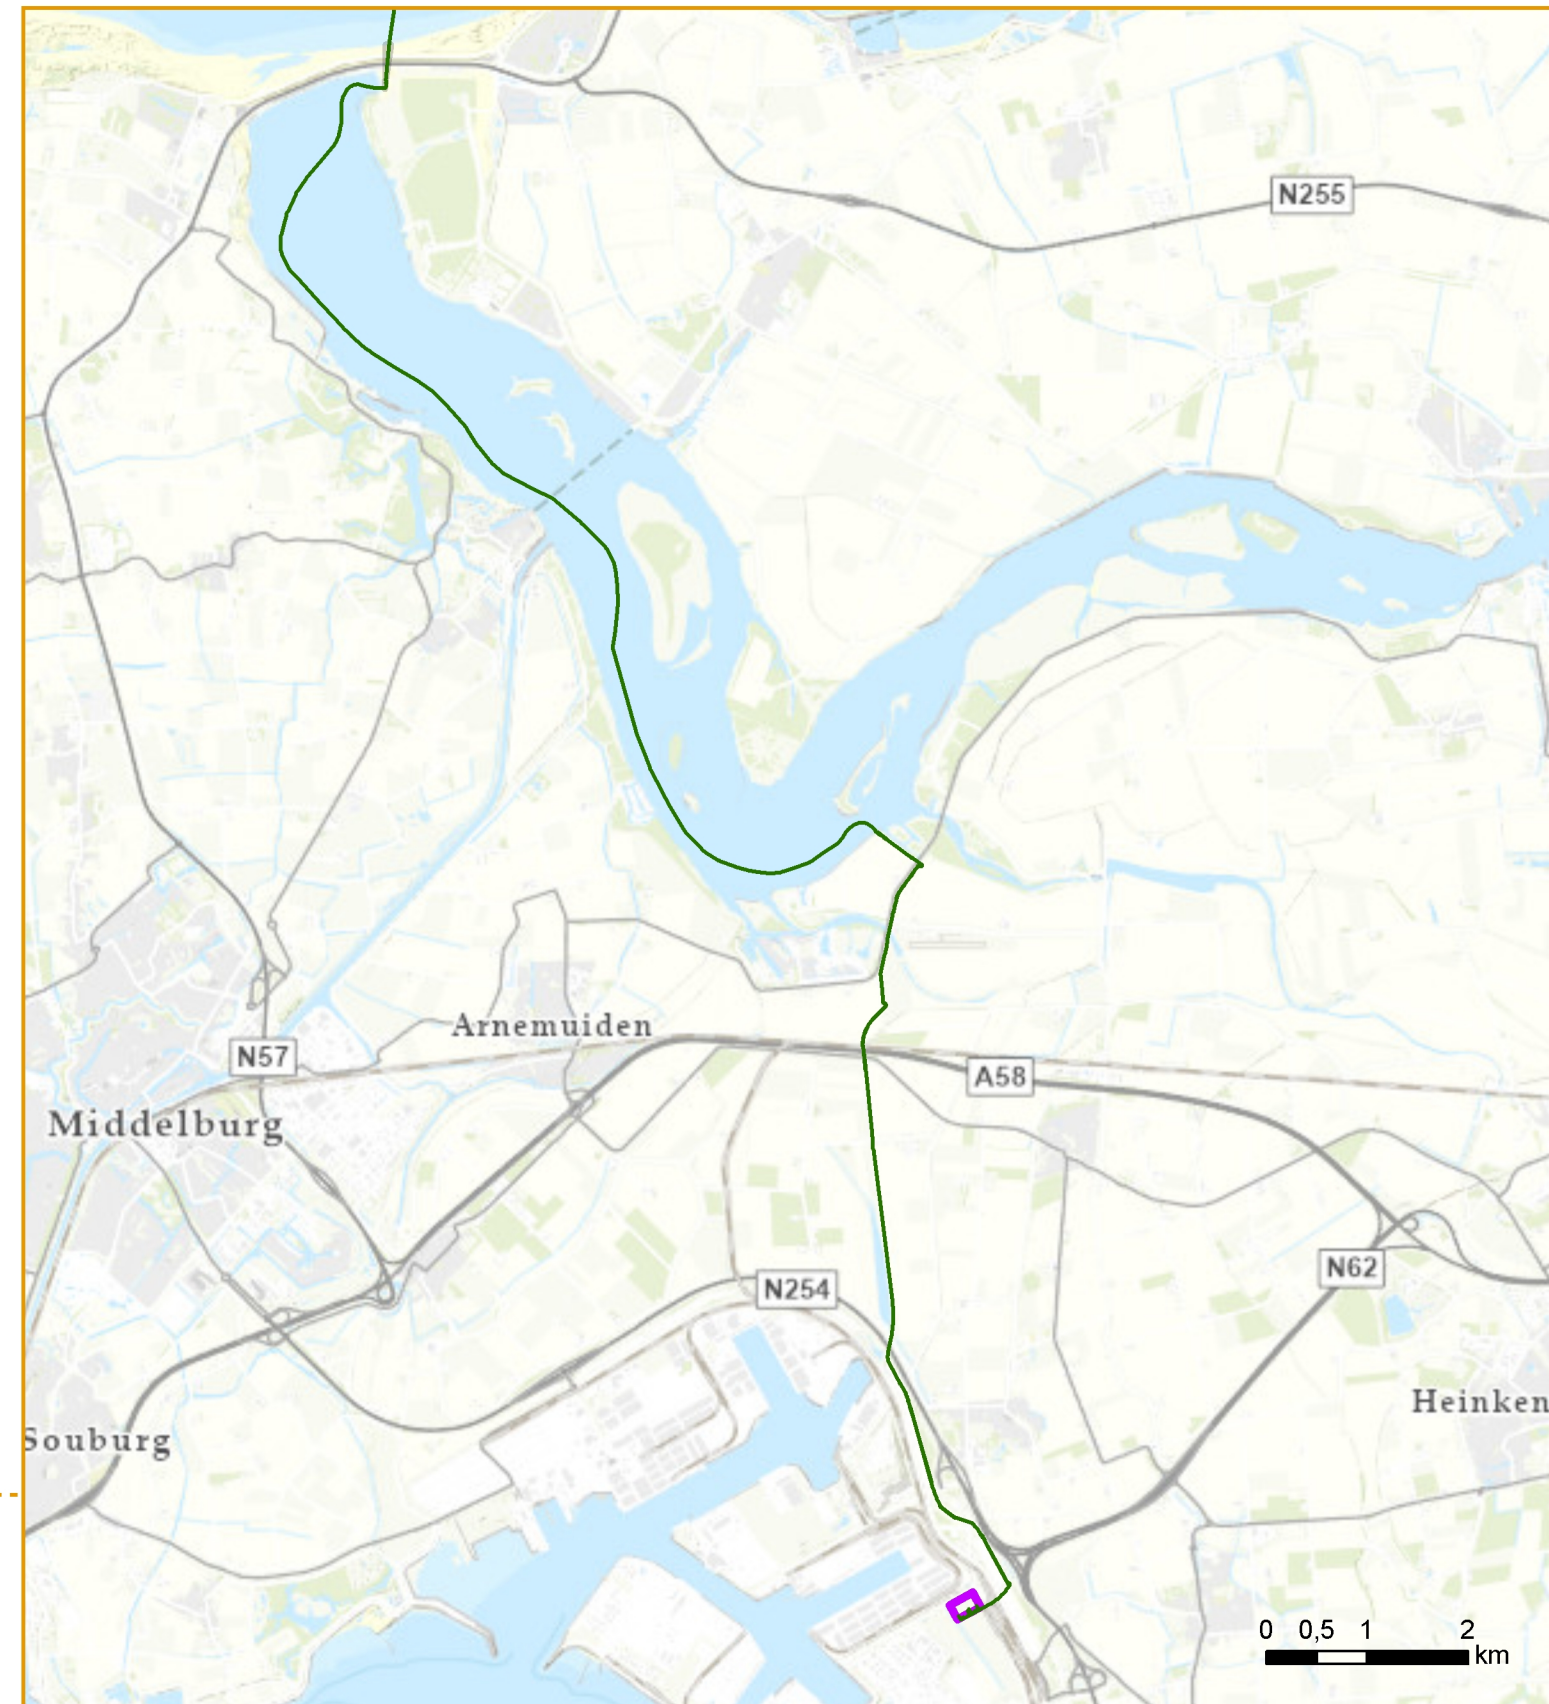 N255
Arnemuiden
N57
A58
Middelburg
N62
N254
Heinken
Souburg
0 0,5 1 2
km